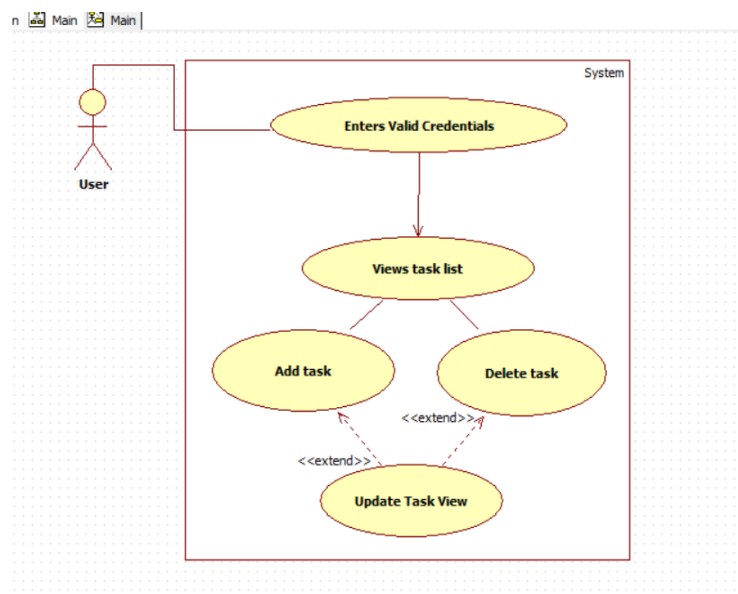 n Main Main
System
Enters Valid Credentials
User
Views task list
Add task
Delete task
<<extend>>
<<extend>>
Update Task View